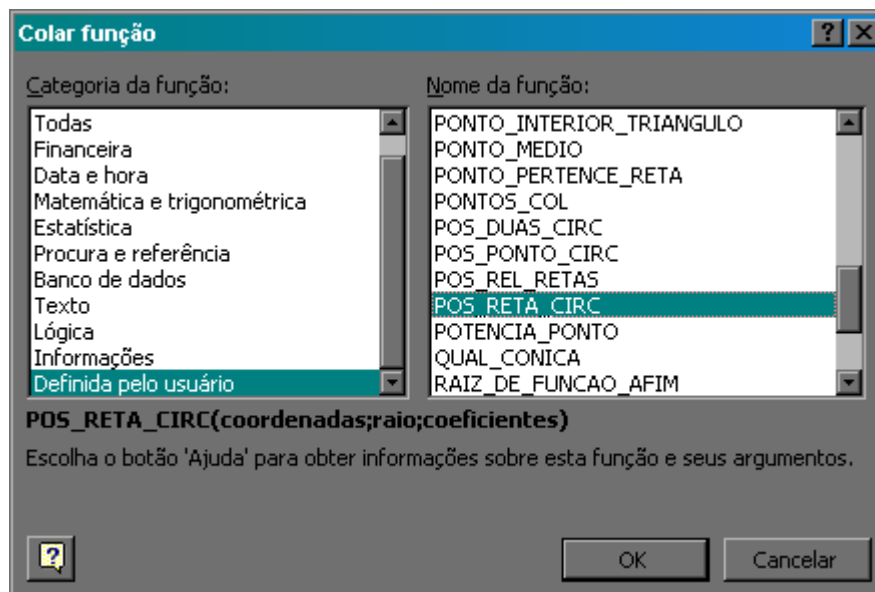 Colar função
Categoria da função:
Todas
Financeira
Data e hora
Matemática e trigonométrica
Estatística
Procura e referência
Banco de dados
Texto
Lógica
Informações
Definida pelo usuário
Nome da função:
PONTO_INTERIOR_TRIANGULO
PONTO_MEDIO
PONTO_PERTENCE_RETA
PONTOS_COL
POS_DUAS_CIRC
POS_PONTO_CIRC
POS_REL_RETAS
POS_RETA_CIRC
POTENCIA_PONTO
QUAL_CONICA
RAIZ_DE_FUNCAO_AFIM
POS_RETA_CIRC(coordenadas;raio;coeficientes)
Escolha o botão 'Ajuda' para obter informações sobre esta função e seus argumentos.
OK
Cancelar